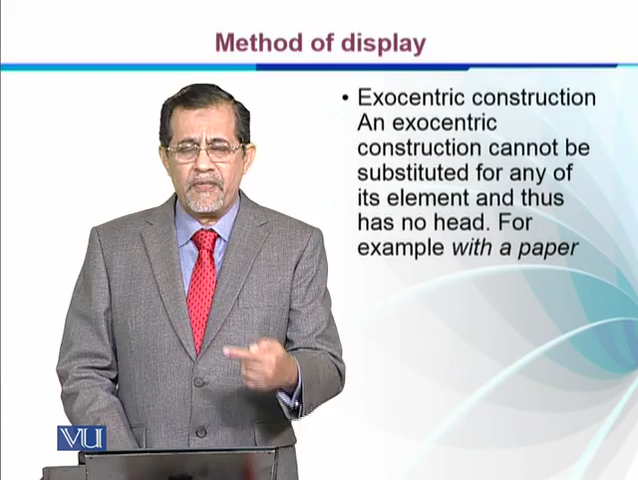 Method of display
• Exocentric construction
An exocentric
construction cannot be
substituted for any of
its element and thus
has no head. For
example with a paper
VU